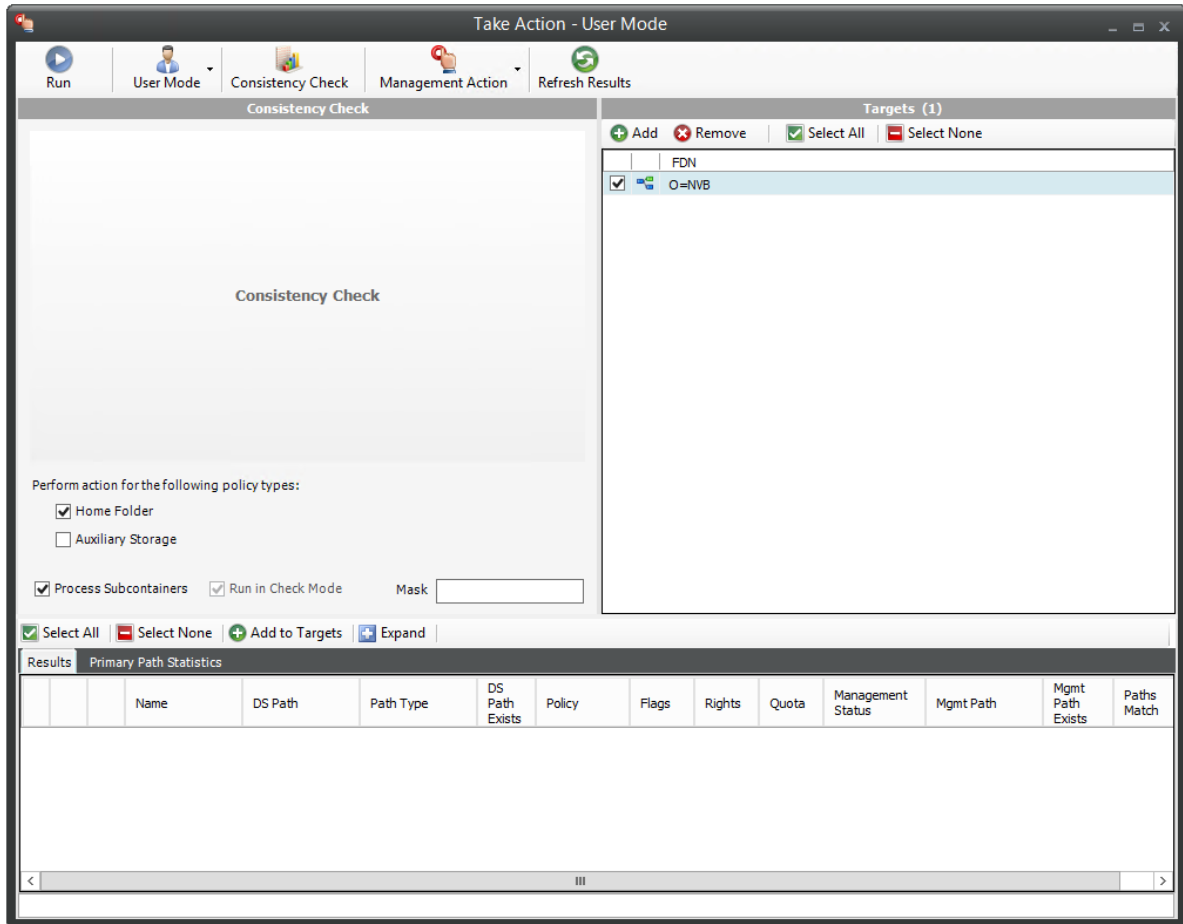 Take Action - User Mode
Run User Mode Consistency Check Management Action Refresh Results
Consistency Check
Targets (1)
Add Remove Select All Select None
FDN
O=NVB
Consistency Check
Perform action for the following policy types:
Home Folder
Auxiliary Storage
Process Subcontainers Run in Check Mode Mask
Select All Select None Add to Targets Expand
Results Primary Path Statistics
Name DS Path Path Type DS Path Exists Policy Flags Rights Quota Management Status Mgmt Path Mgmt Path Exists Paths Match